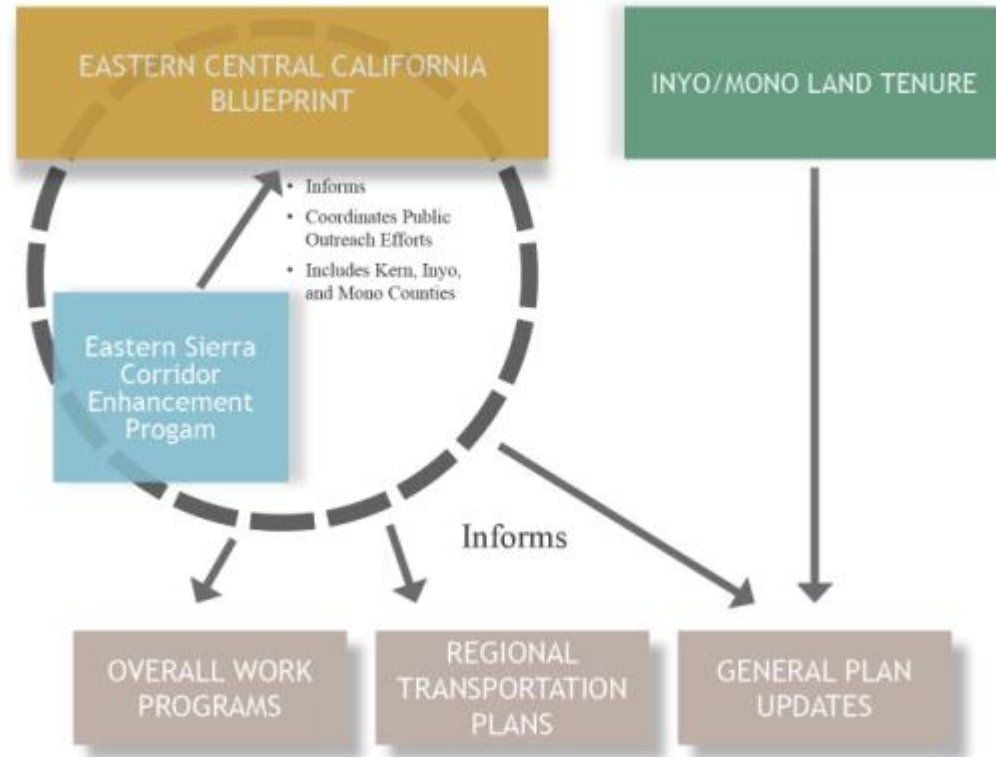 EASTERN CENTRAL CALIFORNIA
BLUEPRINT
INYO/MONO LAND TENURE
• Informs
• Coordinates Public
Outreach Efforts
• Includes Kern, Inyo,
and Mono Counties
Eastern Sierra
Corridor
Enhancement
Progam
Informs
OVERALL WORK
PROGRAMS
REGIONAL
TRANSPORTATION
PLANS
GENERAL PLAN
UPDATES